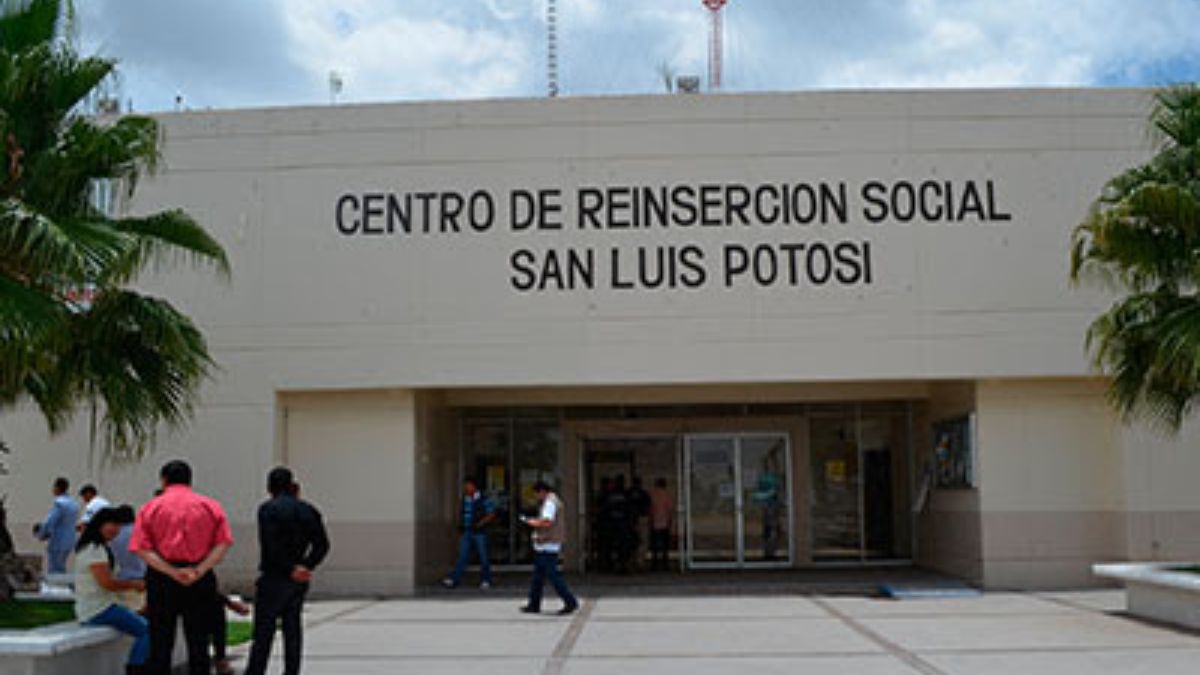 CENTRO DE REINSERCION SOCIAL
SAN LUIS POTOSI